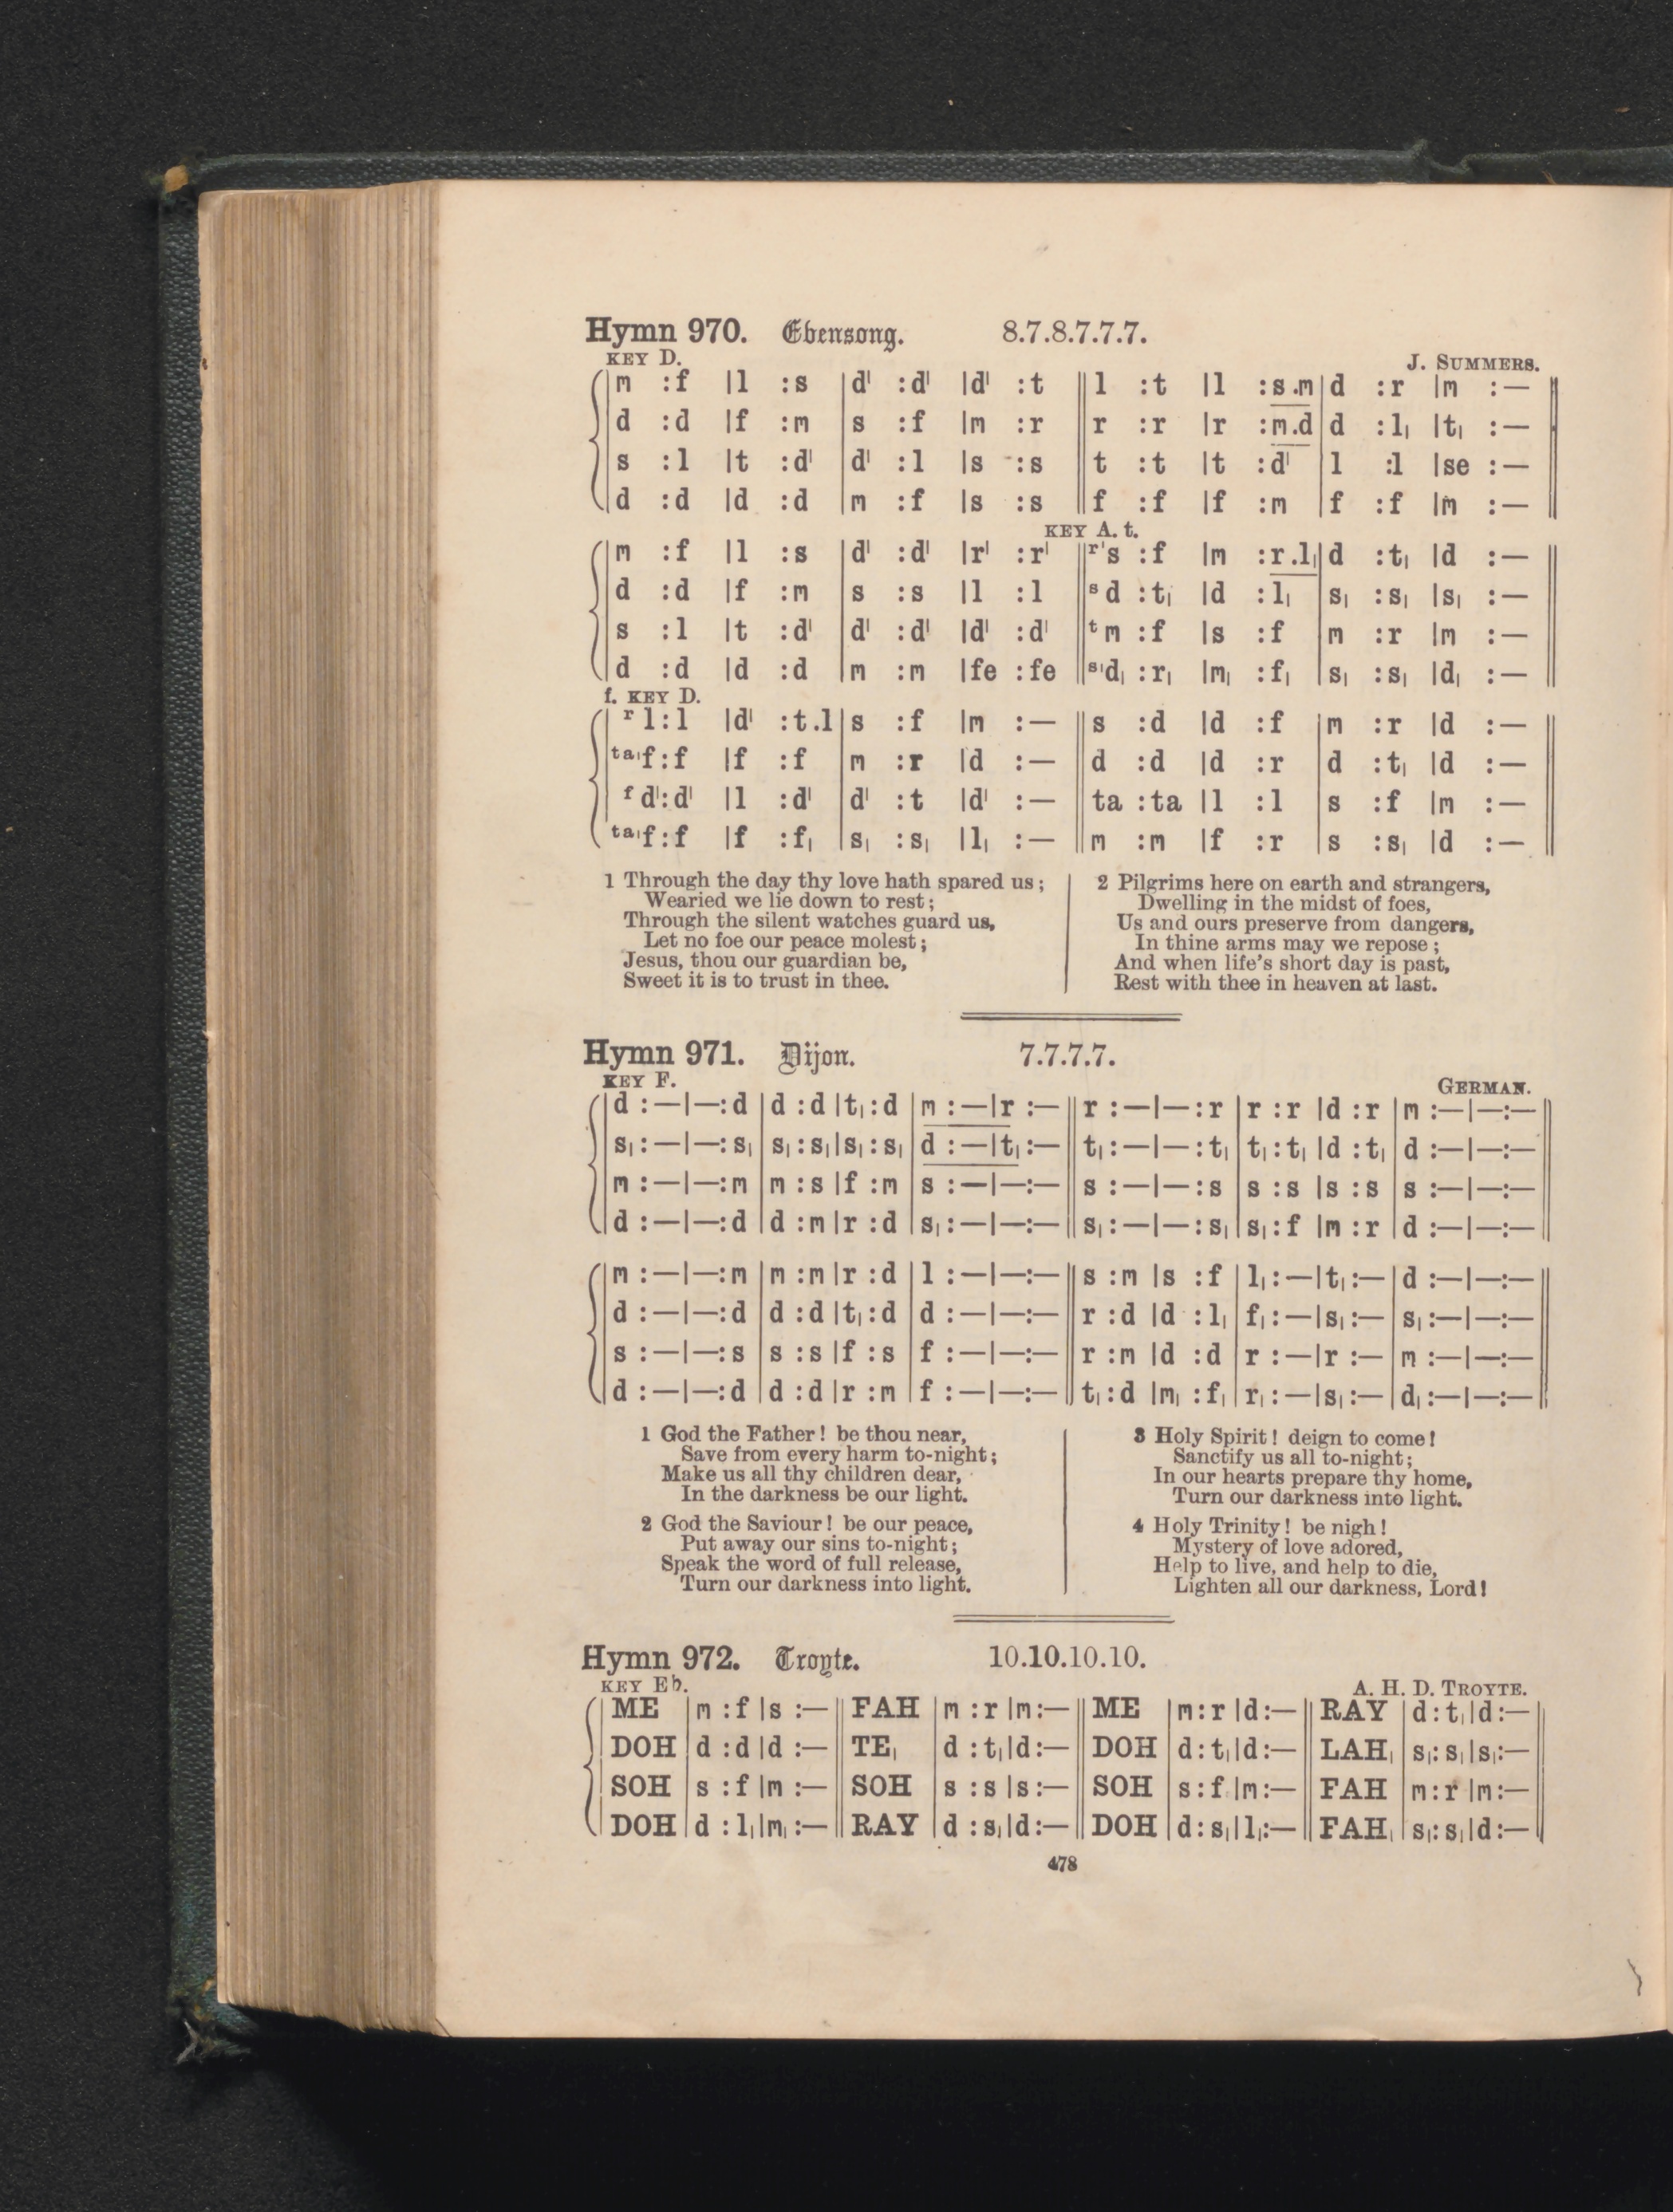 Hymn 970. Evensong. 8.7.8.7.7.7.
KEY D. J. SUMMERS.
m :f |l :s |d' :d' |d' :t ‖l :t |l :s.m|d :r |m :— ‖
d :d |f :m |s :f |m :r ‖r :r |r :m.d|d :l, |t, :— ‖
s :l |t :d' |d' :l |s :s ‖t :t |t :d' |l :l |se :— ‖
d :d |d :d |m :f |s :s ‖f :f |f :m |f :f |m :— ‖
KEY A. t.
m :f |l :s |d' :d' |r' :r' ‖r's :f |m :r.l,|d :t, |d :— ‖
d :d |f :m |s :s |l :l ‖sd :t, |d :l, |s, :s, |s, :— ‖
s :l |t :d' |d' :d' |d' :d' ‖tm :f |s :f |m :r |m :— ‖
d :d |d :d |m :m |fe :fe ‖s'd, :r, |m, :f, |s, :s, |d, :— ‖
f. KEY D.
rl:l |d' :t.l|s :f |m :— ‖s :d |d :f |m :r |d :— ‖
ta,f:f |f :f |m :r |d :— ‖d :d |d :r |d :t, |d :— ‖
fd':d' |l :d' |d' :t |d' :— ‖ta :ta |l :l |s :f |m :— ‖
ta,f:f |f :f, |s, :s, |l, :— ‖m :m |f :r |s :s, |d :— ‖
1 Through the day thy love hath spared us;
Wearied we lie down to rest;
Through the silent watches guard us,
Let no foe our peace molest;
Jesus, thou our guardian be,
Sweet it is to trust in thee.
2 Pilgrims here on earth and strangers,
Dwelling in the midst of foes,
Us and ours preserve from dangers,
In thine arms may we repose;
And when life's short day is past,
Rest with thee in heaven at last.
Hymn 971. Dijon. 7.7.7.7.
KEY F. GERMAN.
d :—|—:d |d :d |t,:d |m :—|r :— ‖r :—|—:r |r :r |d :r |m :—|—:— ‖
s,:—|—:s, |s,:s,|s,:s, |d :—|t,:— ‖t,:—|—:t, |t,:t, |d :t, |d :—|—:— ‖
m :—|—:m |m :s |f :m |s :—|—:— ‖s :—|—:s |s :s |s :s |s :—|—:— ‖
d :—|—:d |d :m |r :d |s,:—|—:— ‖s,:—|—:s, |s,:f |m :r |d :—|—:— ‖
m :—|—:m |m :m |r :d |l :—|—:— ‖s :m |s :f |l,:—|t,:— |d :—|—:— ‖
d :—|—:d |d :d |t,:d |d :—|—:— ‖r :d |d :l, |f,:—|s,:— |s,:—|—:— ‖
s :—|—:s |s :s |f :s |f :—|—:— ‖r :m |d :d |r :—|r :— |m :—|—:— ‖
d :—|—:d |d :d |r :m |f :—|—:— ‖t,:d |m, :f, |r,:—|s,:— |d,:—|—:— ‖
1 God the Father! be thou near,
Save from every harm to-night;
Make us all thy children dear,
In the darkness be our light.
2 God the Saviour! be our peace,
Put away our sins to-night;
Speak the word of full release,
Turn our darkness into light.
3 Holy Spirit! deign to come!
Sanctify us all to-night;
In our hearts prepare thy home,
Turn our darkness into light.
4 Holy Trinity! be nigh!
Mystery of love adored,
Help to live, and help to die,
Lighten all our darkness, Lord!
Hymn 972. Troyte. 10.10.10.10.
KEY E♭. A. H. D. TROYTE.
ME |m :f |s :— ‖FAH |m :r |m:— ‖ME |m:r |d:— ‖RAY |d:t,|d:— ‖
DOH |d :d |d :— ‖TE, |d :t,|d:— ‖DOH |d:t,|d:— ‖LAH, |s,:s,|s,:— ‖
SOH |s :f |m :— ‖SOH |s :s |s:— ‖SOH |s:f |m:— ‖FAH |m:r |m:— ‖
DOH |d :l,|m, :— ‖RAY |d :s,|d:— ‖DOH |d:s,|l,:— ‖FAH, |s,:s,|d:— ‖
478